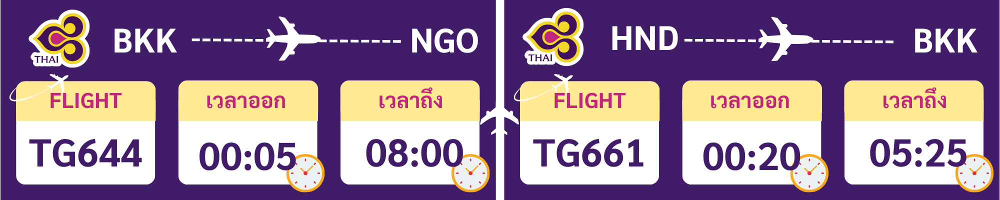 THAI
BKK NGO
FLIGHT เวลาออก เวลาถึง
TG644 00:05 08:00
THAI
HND BKK
FLIGHT เวลาออก เวลาถึง
TG661 00:20 05:25